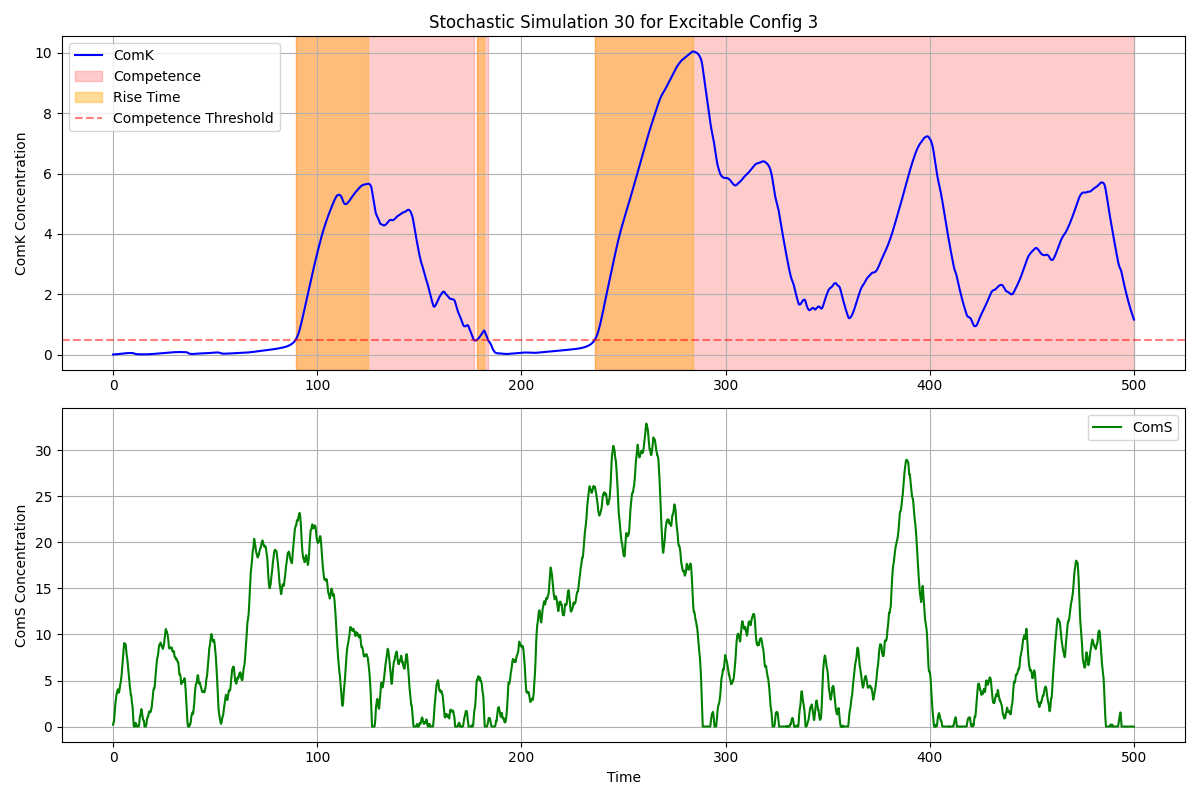 Stochastic Simulation 30 for Excitable Config 3
ComK Concentration
10
8
6
4
2
0
ComK
Competence
Rise Time
Competence Threshold
0 100 200 300 400 500
ComS Concentration
30
25
20
15
10
5
0
ComS
0 100 200 300 400 500
Time